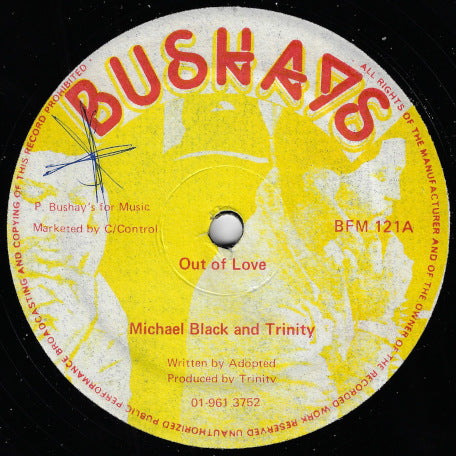 BUSHAYS
ALL RIGHTS OF THE MANUFACTURER AND OF THE OWNER OF THE RECORDED WORK RESERVED UNAUTHORIZED PUBLIC PERFORMANCE BROADCASTING AND COPYING OF THIS RECORD PROHIBITED
P. Bushay's for Music
Marketed by C/Control
BFM 121A
Out of Love
Michael Black and Trinity
Written by Adopted
Produced by Trinity
01-961 3752